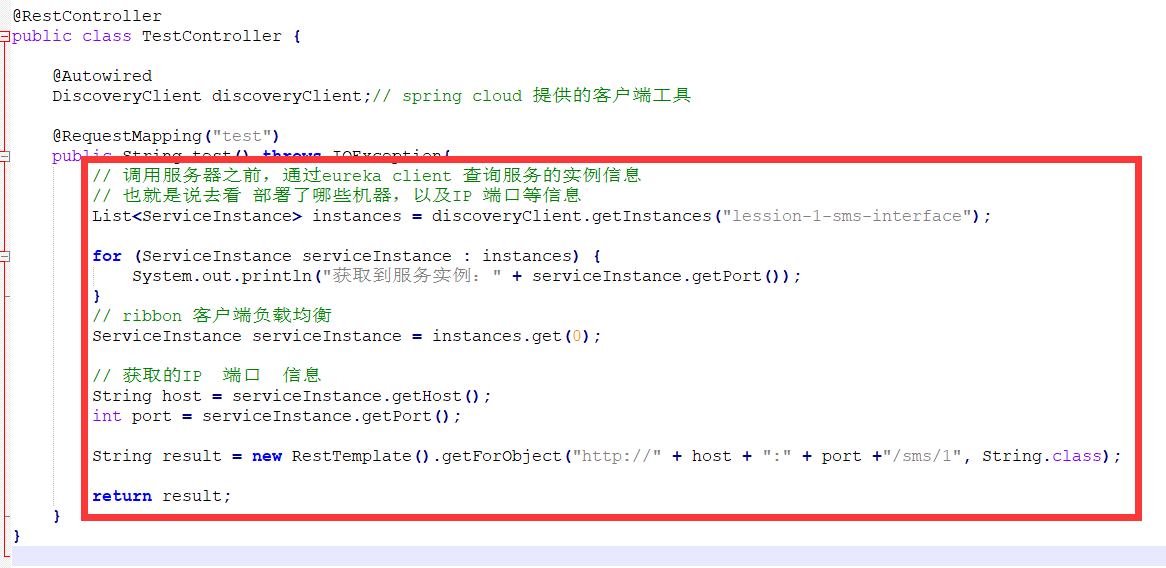 @RestController
public class TestController {
@Autowired
DiscoveryClient discoveryClient;// spring cloud 提供的客户端工具
@RequestMapping("test")
public String test() throws IOException{
// 调用服务器之前，通过eureka client 查询服务的实例信息
// 也就是说去看 部署了哪些机器，以及IP 端口等信息
List<ServiceInstance> instances = discoveryClient.getInstances("lession-1-sms-interface");
for (ServiceInstance serviceInstance : instances) {
System.out.println("获取到服务实例：" + serviceInstance.getPort());
}
// ribbon 客户端负载均衡
ServiceInstance serviceInstance = instances.get(0);
// 获取的IP  端口  信息
String host = serviceInstance.getHost();
int port = serviceInstance.getPort();
String result = new RestTemplate().getForObject("http://" + host + ":" + port +"/sms/1", String.class);
return result;
}
}